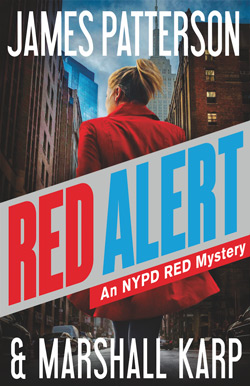 JAMES PATTERSON
RED ALERT
An NYPD RED Mystery
& MARSHALL KARP